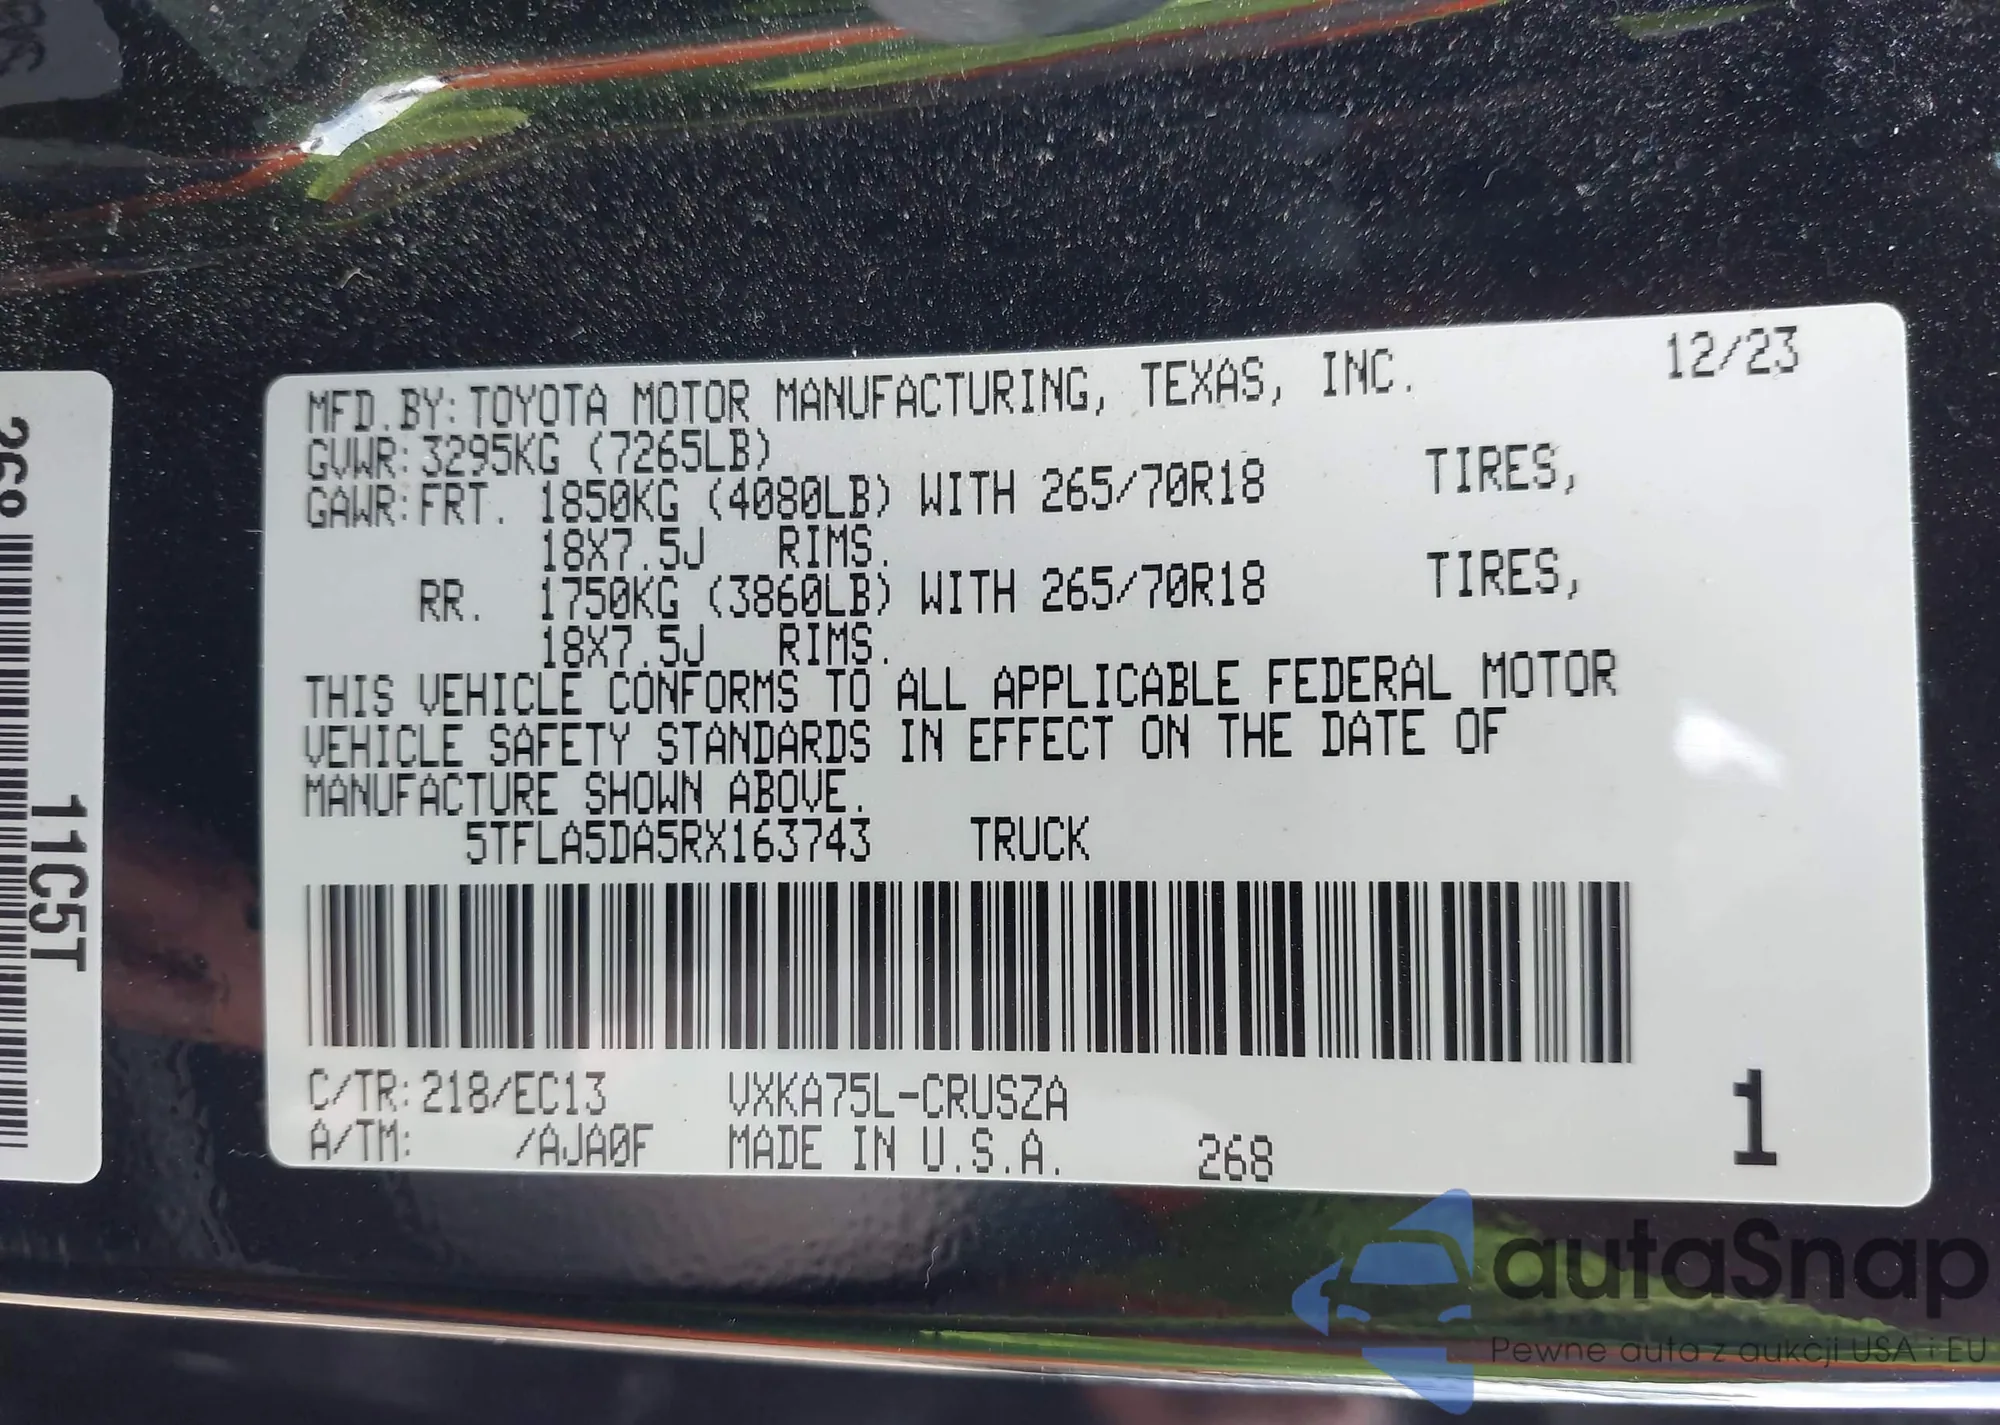 MFD.BY:TOYOTA MOTOR MANUFACTURING, TEXAS, INC. 12/23
GVWR:3295KG (7265LB)
GAWR:FRT. 1850KG (4080LB) WITH 265/70R18 TIRES,
18X7.5J RIMS.
RR. 1750KG (3860LB) WITH 265/70R18 TIRES,
18X7.5J RIMS.
THIS VEHICLE CONFORMS TO ALL APPLICABLE FEDERAL MOTOR
VEHICLE SAFETY STANDARDS IN EFFECT ON THE DATE OF
MANUFACTURE SHOWN ABOVE.
5TFLA5DA5RX163743 TRUCK
C/TR:218/EC13 VXKA75L-CRUSZA
A/TM: /AJA0F MADE IN U.S.A. 268
1
268
11C5T
autaSnap
Pewne auta z aukcji USA i EU